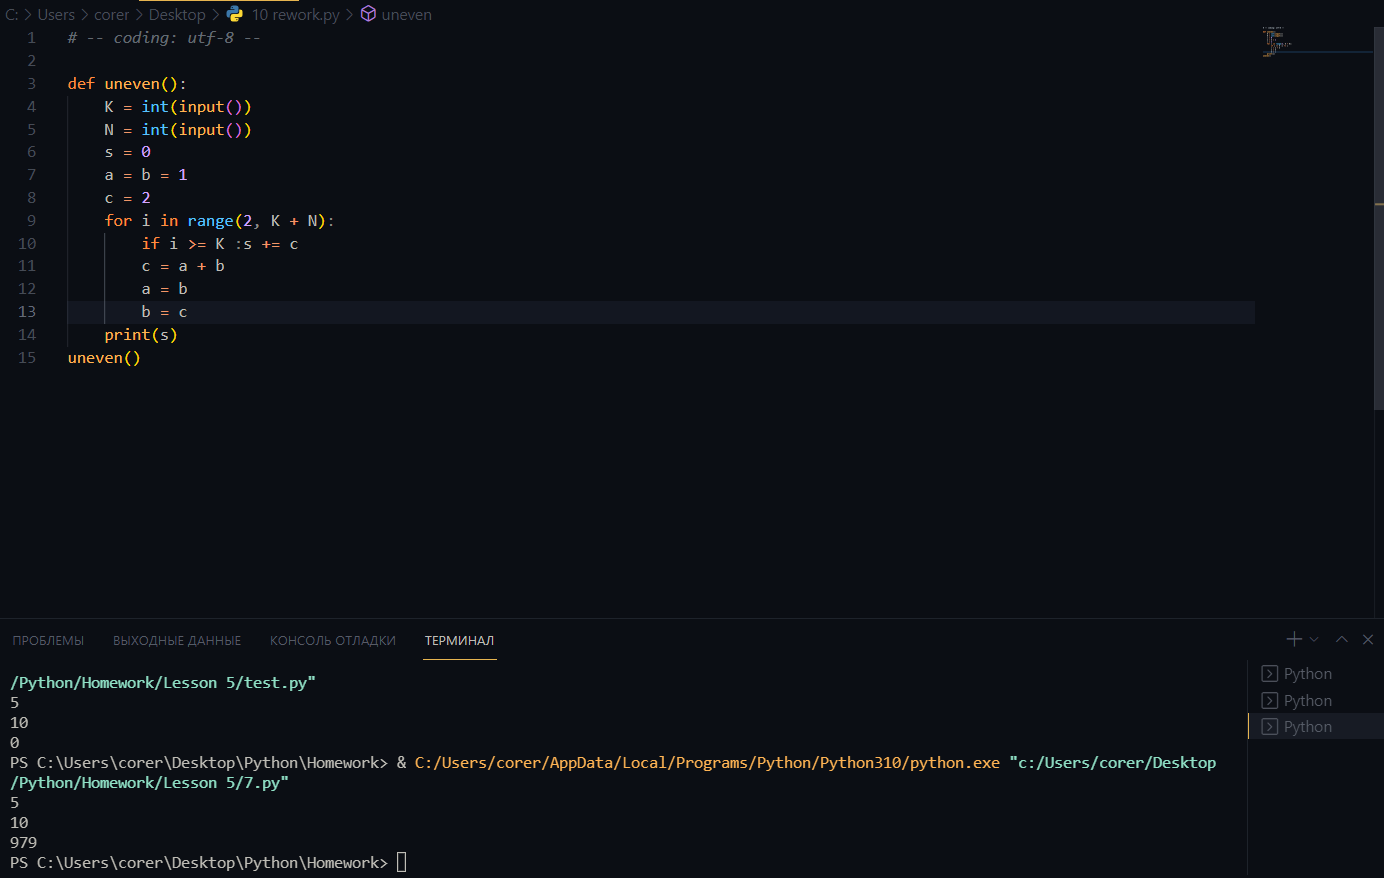 C: > Users > corer > Desktop > 10 rework.py > uneven
1 # -- coding: utf-8 --
2
3 def uneven():
4     K = int(input())
5     N = int(input())
6     s = 0
7     a = b = 1
8     c = 2
9     for i in range(2, K + N):
10         if i >= K :s += c
11         c = a + b
12         a = b
13         b = c
14     print(s)
15 uneven()
ПРОБЛЕМЫ ВЫХОДНЫЕ ДАННЫЕ КОНСОЛЬ ОТЛАДКИ ТЕРМИНАЛ
/Python/Homework/Lesson 5/test.py"
5
10
0
PS C:\Users\corer\Desktop\Python\Homework> & C:/Users/corer/AppData/Local/Programs/Python/Python310/python.exe "c:/Users/corer/Desktop
/Python/Homework/Lesson 5/7.py"
5
10
979
PS C:\Users\corer\Desktop\Python\Homework>
Python
Python
Python